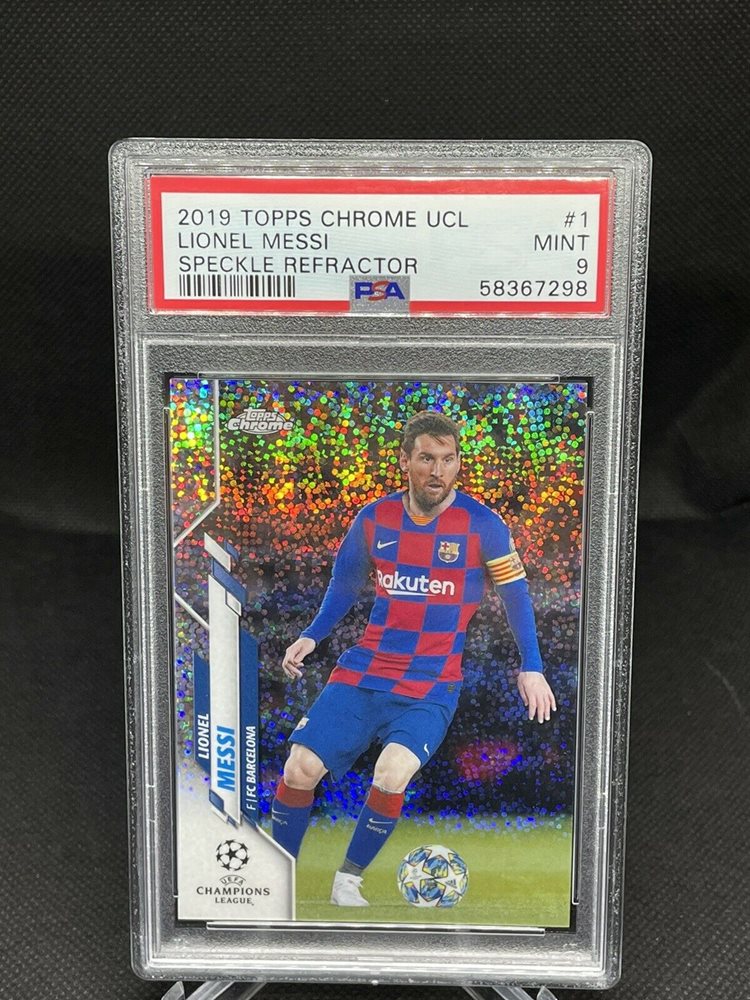 2019 TOPPS CHROME UCL #1
LIONEL MESSI MINT
SPECKLE REFRACTOR 9
PSA 58367298
Topps
Chrome
Rakuten
LIONEL
MESSI
F | FC BARCELONA
UEFA
CHAMPIONS
LEAGUE